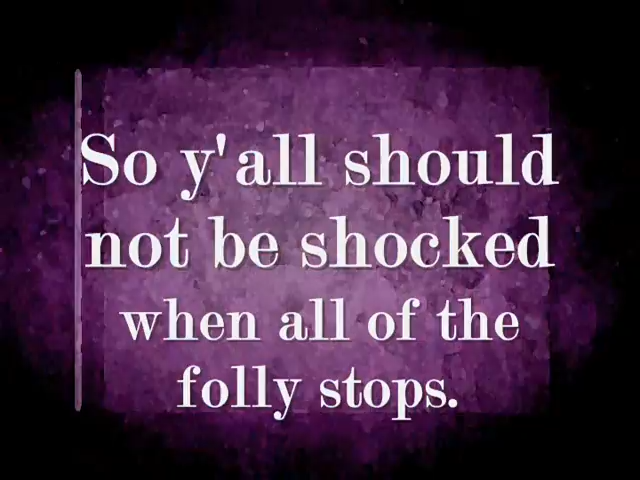 So y'all should
not be shocked
when all of the
folly stops.